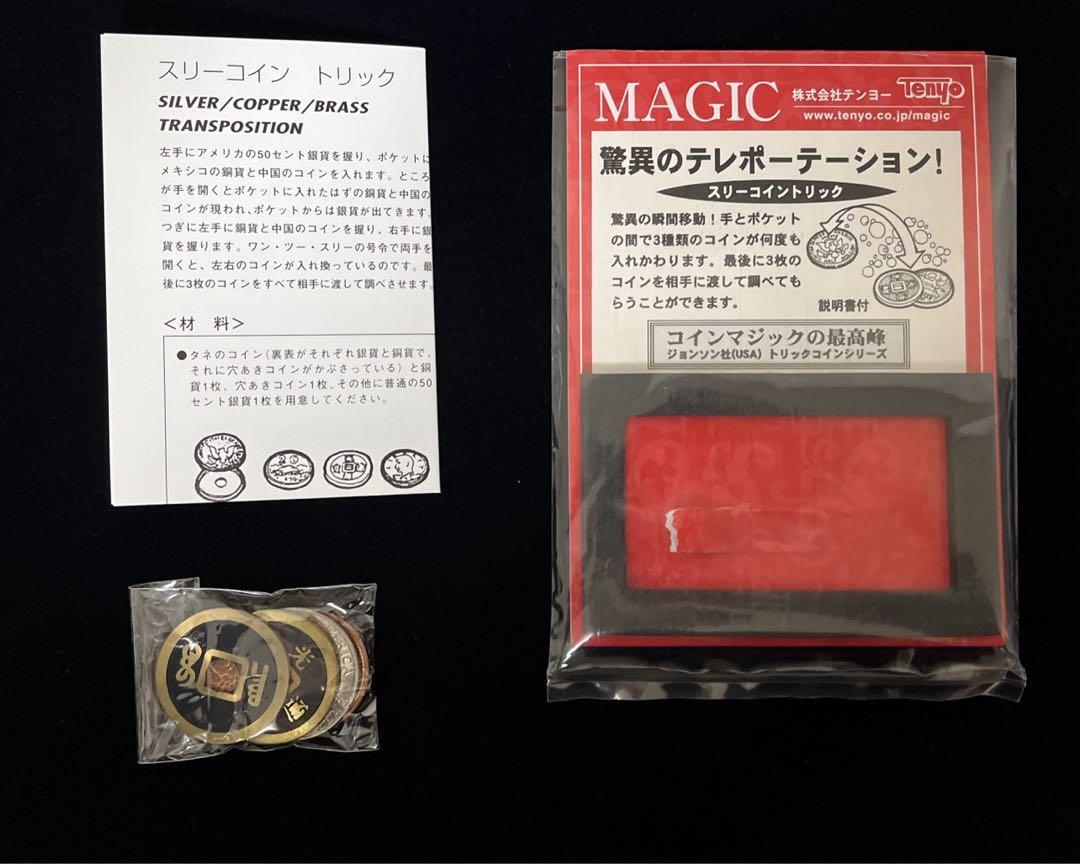 スリーコイン トリック
SILVER/COPPER/BRASS
TRANSPOSITION
左手にアメリカの50セント銀貨を握り、ポケットに
メキシコの銅貨と中国のコインを入れます。ところ
が手を開くとポケットに入れたはずの銅貨と中国の
コインが現われ、ポケットからは銀貨が出てきます。
つぎに左手に銅貨と中国のコインを握り、右手に銀
貨を握ります。ワン・ツー・スリーの号令で両手を
開くと、左右のコインが入れ換っているのです。最
後に3枚のコインをすべて相手に渡して調べさせます。
<材 料>
●タネのコイン(裏表がそれぞれ銀貨と銅貨で、
それに穴あきコインがかぶさっている)と銅
貨1枚、穴あきコイン1枚、その他に普通の50
セント銀貨1枚を用意してください。
MAGIC 株式会社テンヨー Tenyo
www.tenyo.co.jp/magic
驚異のテレポーテーション!
スリーコイントリック
驚異の瞬間移動!手とポケット
の間で3種類のコインが何度も
入れかわります。最後に3枚の
コインを相手に渡して調べても
らうことができます。
説明書付
コインマジックの最高峰
ジョンソン社(USA) トリックコインシリーズ
光